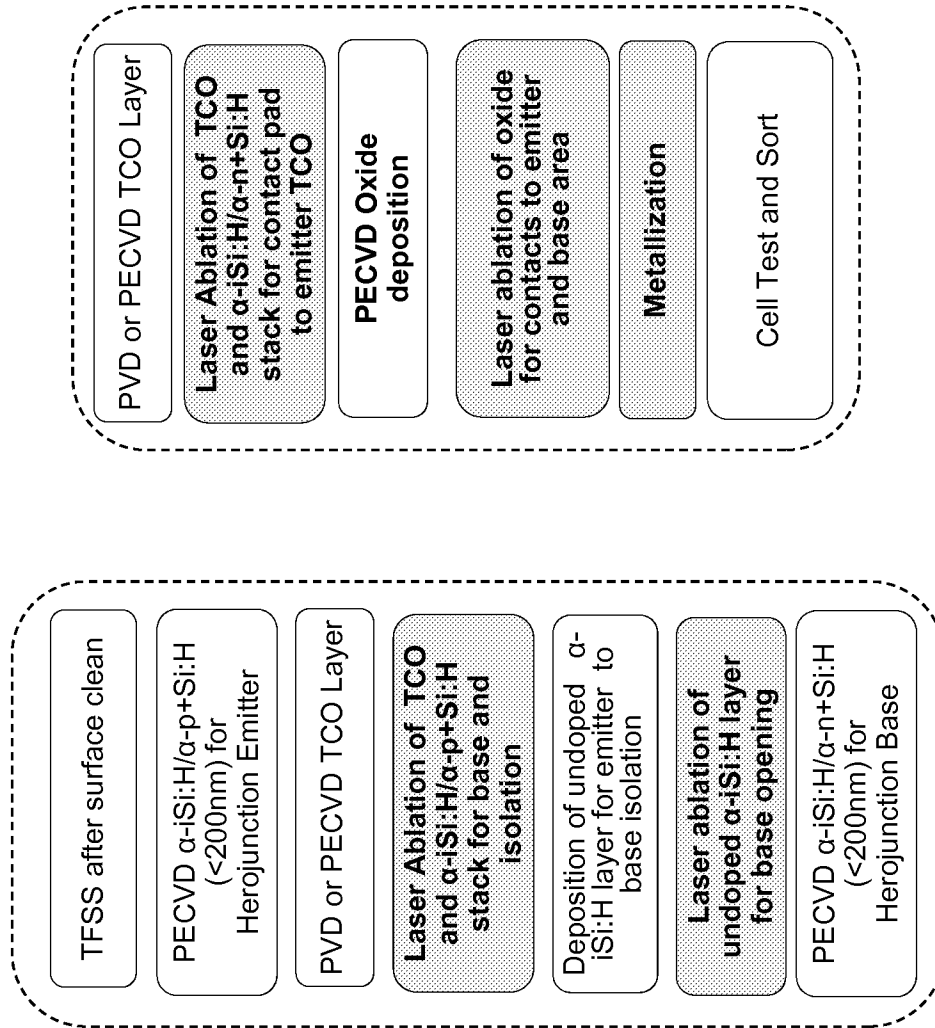 TFSS after surface clean
PECVD α-iSi:H/α-p+Si:H
(<200nm) for
Herojunction Emitter
PVD or PECVD TCO Layer
Laser Ablation of TCO
and α-iSi:H/α-p+Si:H
stack for base and
isolation
Deposition of undoped α-
iSi:H layer for emitter to
base isolation
Laser ablation of
undoped α-iSi:H layer
for base opening
PECVD α-iSi:H/α-n+Si:H
(<200nm) for
Herojunction Base
PVD or PECVD TCO Layer
Laser Ablation of TCO
and α-iSi:H/α-n+Si:H
stack for contact pad
to emitter TCO
PECVD Oxide
deposition
Laser ablation of oxide
for contacts to emitter
and base area
Metallization
Cell Test and Sort